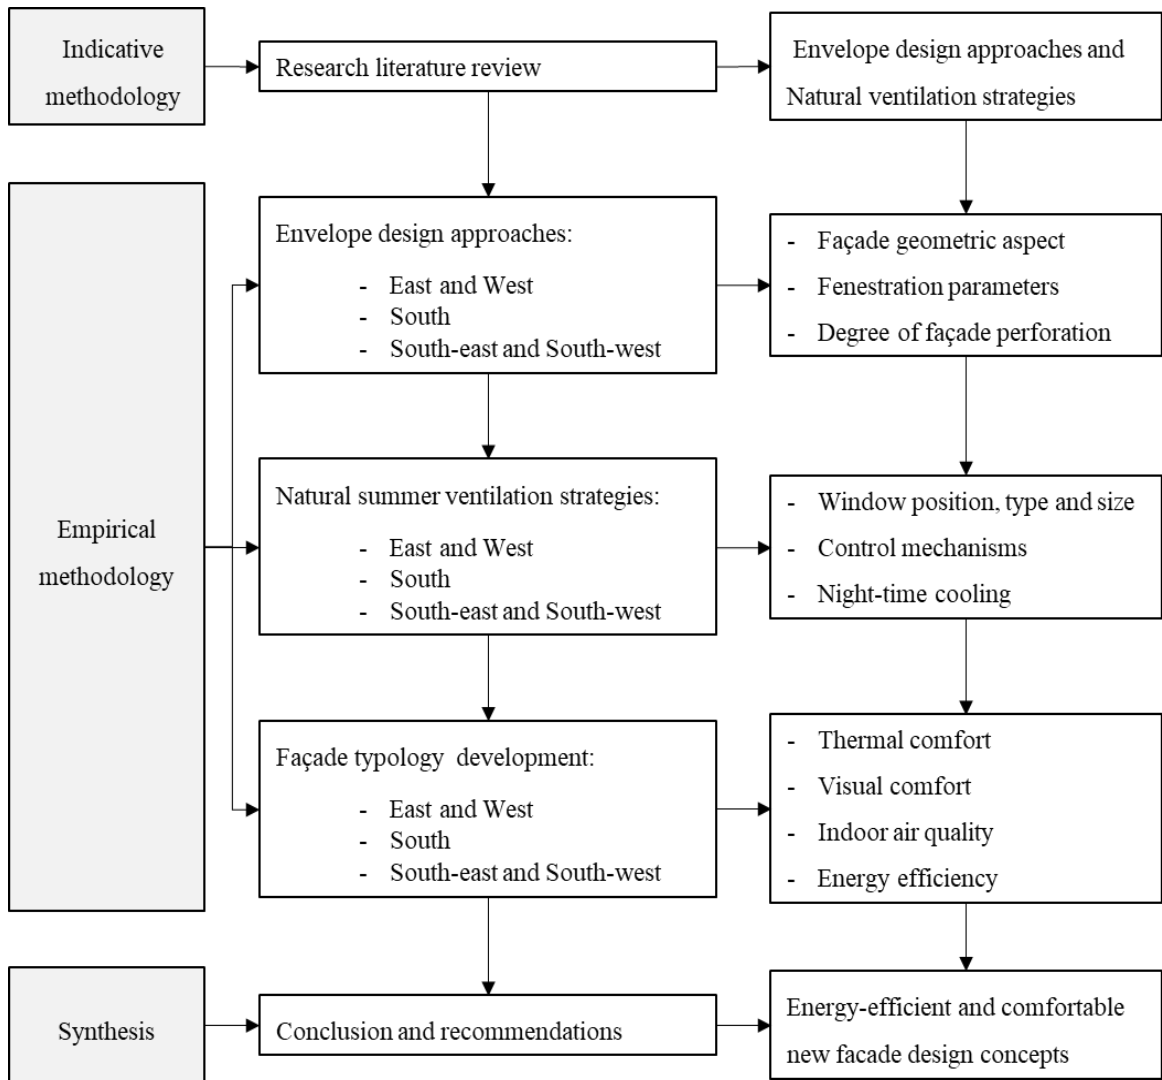 Indicative
methodology
Research literature review
Envelope design approaches and
Natural ventilation strategies
Empirical
methodology
Envelope design approaches:
- East and West
- South
- South-east and South-west
- Façade geometric aspect
- Fenestration parameters
- Degree of façade perforation
Natural summer ventilation strategies:
- East and West
- South
- South-east and South-west
- Window position, type and size
- Control mechanisms
- Night-time cooling
Façade typology development:
- East and West
- South
- South-east and South-west
- Thermal comfort
- Visual comfort
- Indoor air quality
- Energy efficiency
Synthesis
Conclusion and recommendations
Energy-efficient and comfortable
new facade design concepts